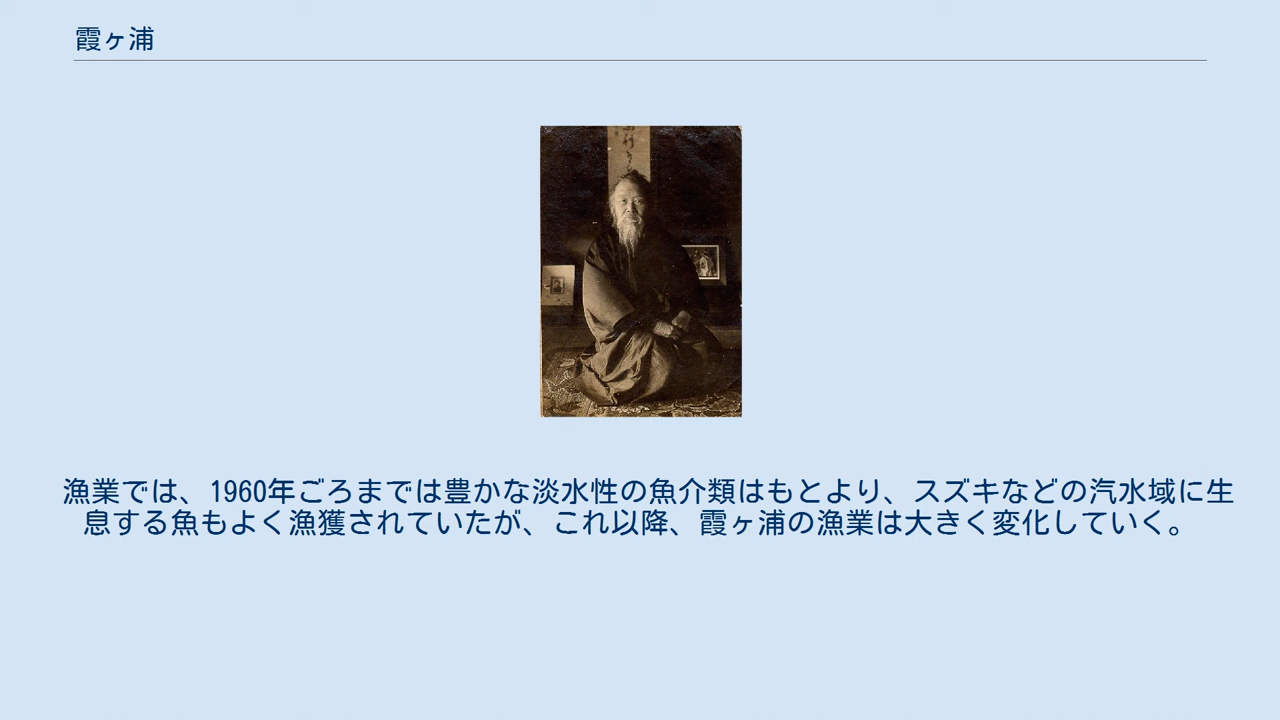 霞ヶ浦
漁業では、1960年ごろまでは豊かな淡水性の魚介類はもとより、スズキなどの汽水域に生
息する魚もよく漁獲されていたが、これ以降、霞ヶ浦の漁業は大きく変化していく。